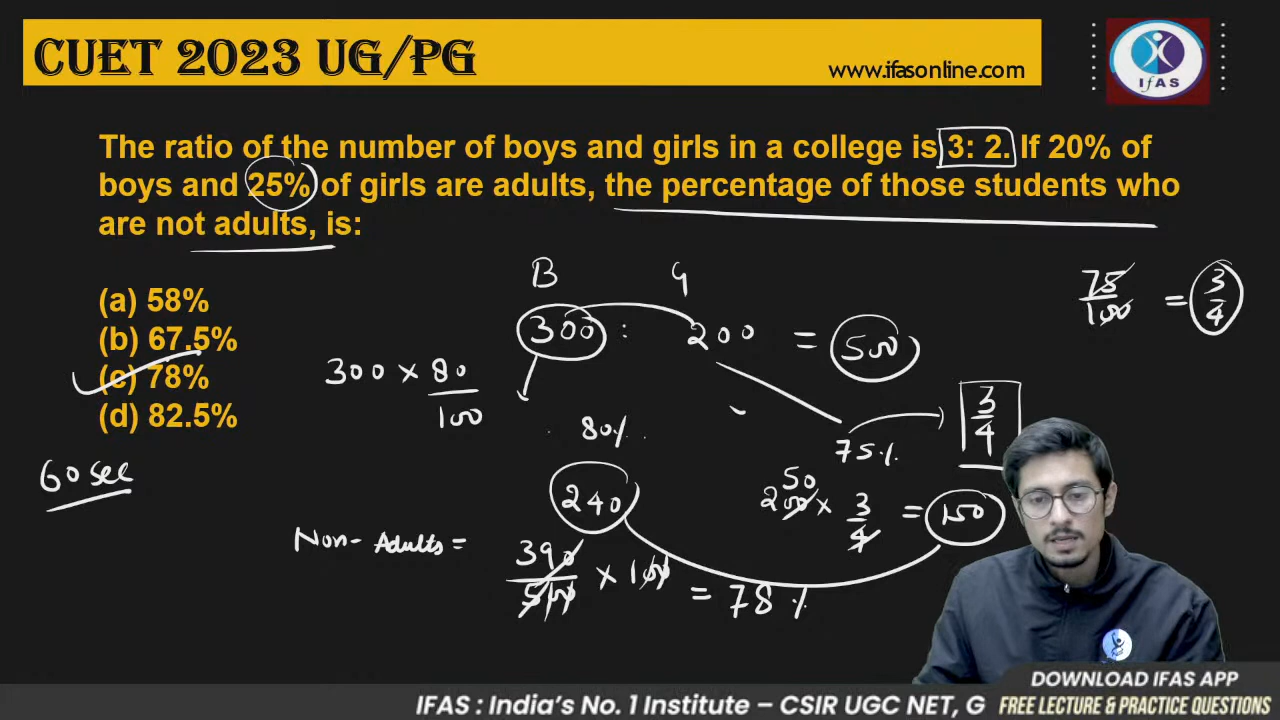 CUET 2023 UG/PG
www.ifasonline.com
IfAS
The ratio of the number of boys and girls in a college is 3: 2. If 20% of
boys and 25% of girls are adults, the percentage of those students who
are not adults, is:
(a) 58%
(b) 67.5%
(c) 78%
(d) 82.5%
60 sec
B G
300 : 200 = 500
75/100 = 3/4
300 × 80/100
80%
75%
3/4
240
50
200 × 3/4 = 150
Non-Adults =
390/500 × 100 = 78%
DOWNLOAD IFAS APP
IFAS : India's No. 1 Institute – CSIR UGC NET, G
FREE LECTURE & PRACTICE QUESTIONS